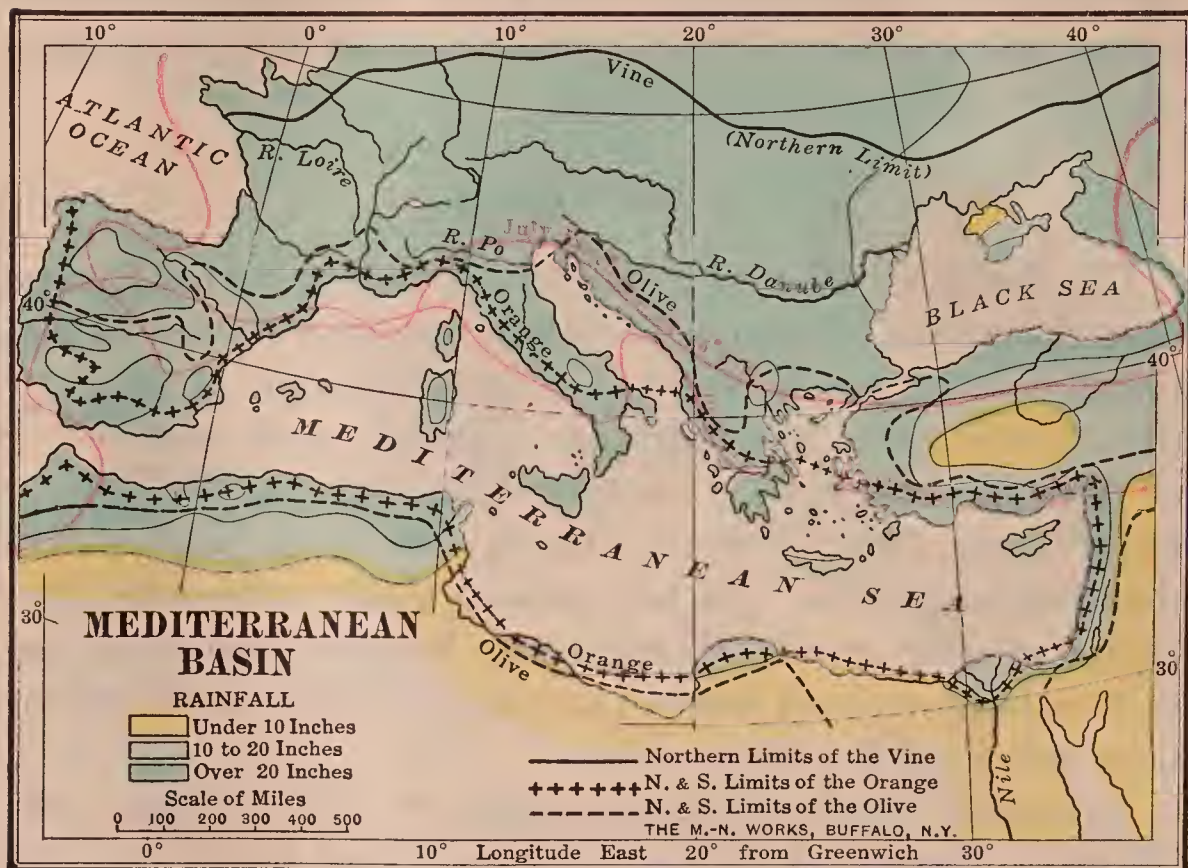 10°
0°
10°
20°
30°
40°
ATLANTIC
OCEAN
Vine
(Northern Limit)
R. Loire
R. Po
July
R. Danube
Olive
Orange
BLACK SEA
40°
40°
MEDITERRANEAN SEA
30°
30°
Orange
Olive
Nile
MEDITERRANEAN
BASIN
RAINFALL
Under 10 Inches
10 to 20 Inches
Over 20 Inches
Scale of Miles
0 100 200 300 400 500
Northern Limits of the Vine
N. & S. Limits of the Orange
N. & S. Limits of the Olive
THE M.-N. WORKS, BUFFALO, N.Y.
0° 10° Longitude East 20° from Greenwich 30°